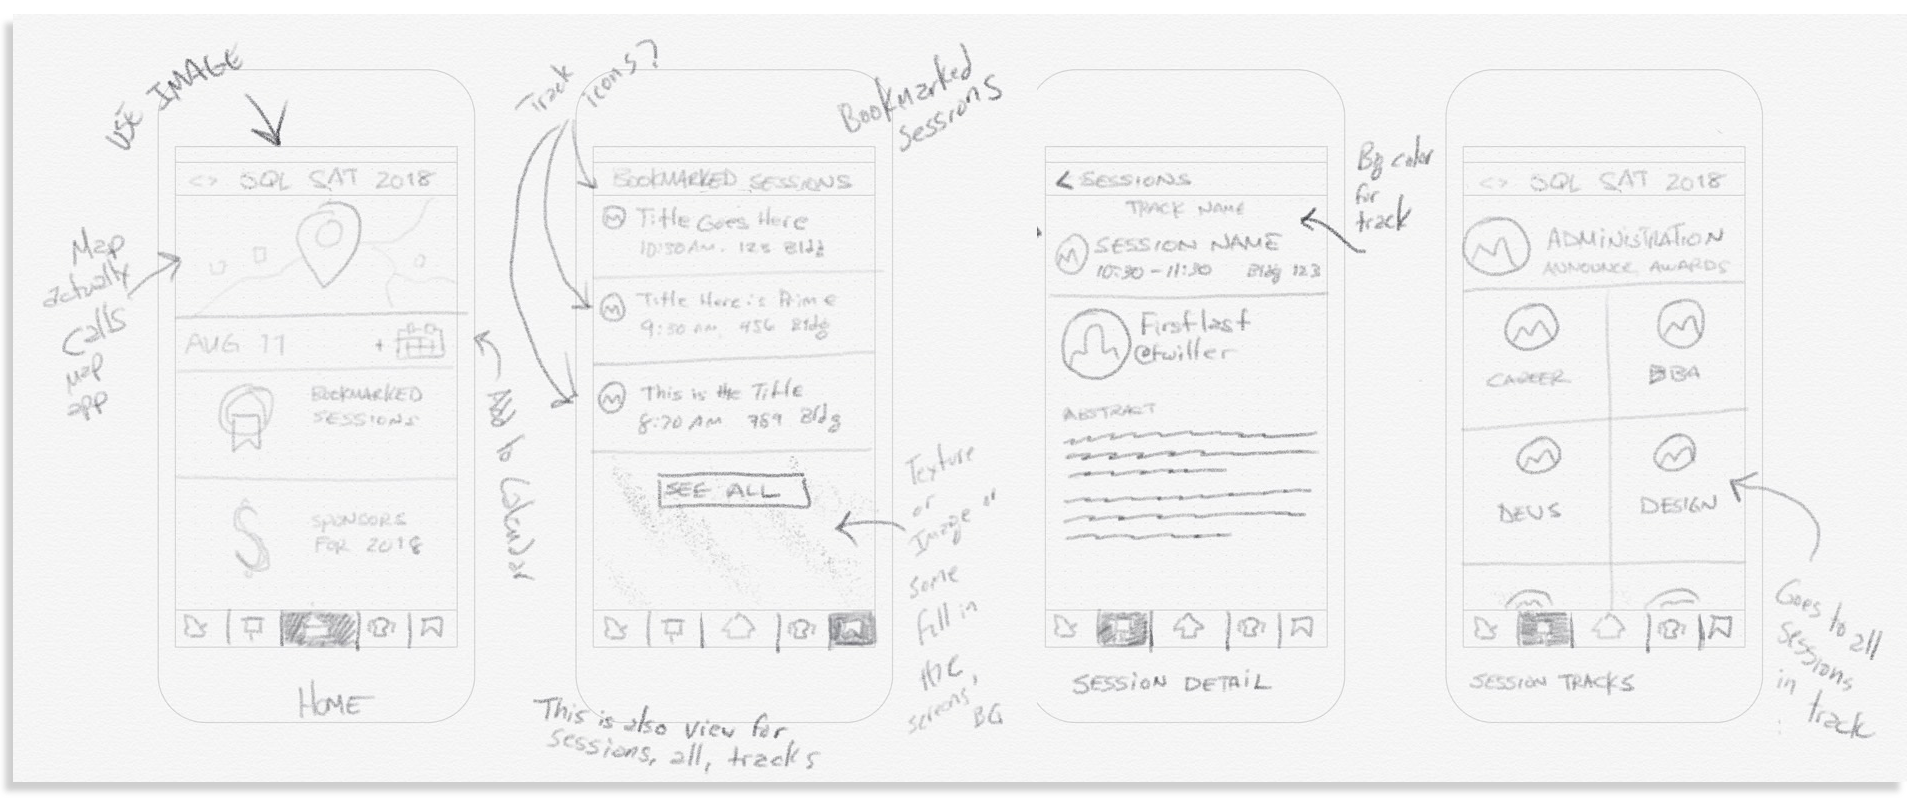 USE IMAGE
<> SQL SAT 2018
Map
actually
Calls
map
app
AUG 11
+
BOOKMARKED
SESSIONS
SPONSORS
FOR 2018
Add to Calendar
HOME
Track
icons?
Bookmarked
Sessions
BOOKMARKED SESSIONS
Title Goes Here
10:30 AM. 123 Bldg
Title Here is Prime
9:30 AM. 456 Bldg
This is the Title
8:20 AM 789 Bldg
SEE ALL
Texture
or
Image
some
fill in
the
screens,
BG
This is also view for
sessions, all, tracks
< SESSIONS
TRACK NAME
SESSION NAME
10:30 - 11:30 Bldg 123
First last
@twitter
ABSTRACT
Bg color
for
track
SESSION DETAIL
<> SQL SAT 2018
ADMINISTRATION
ANNOUNCE AWARDS
CAREER
DBA
DEVS
DESIGN
SESSION TRACKS
Goes to all
sessions
in
track